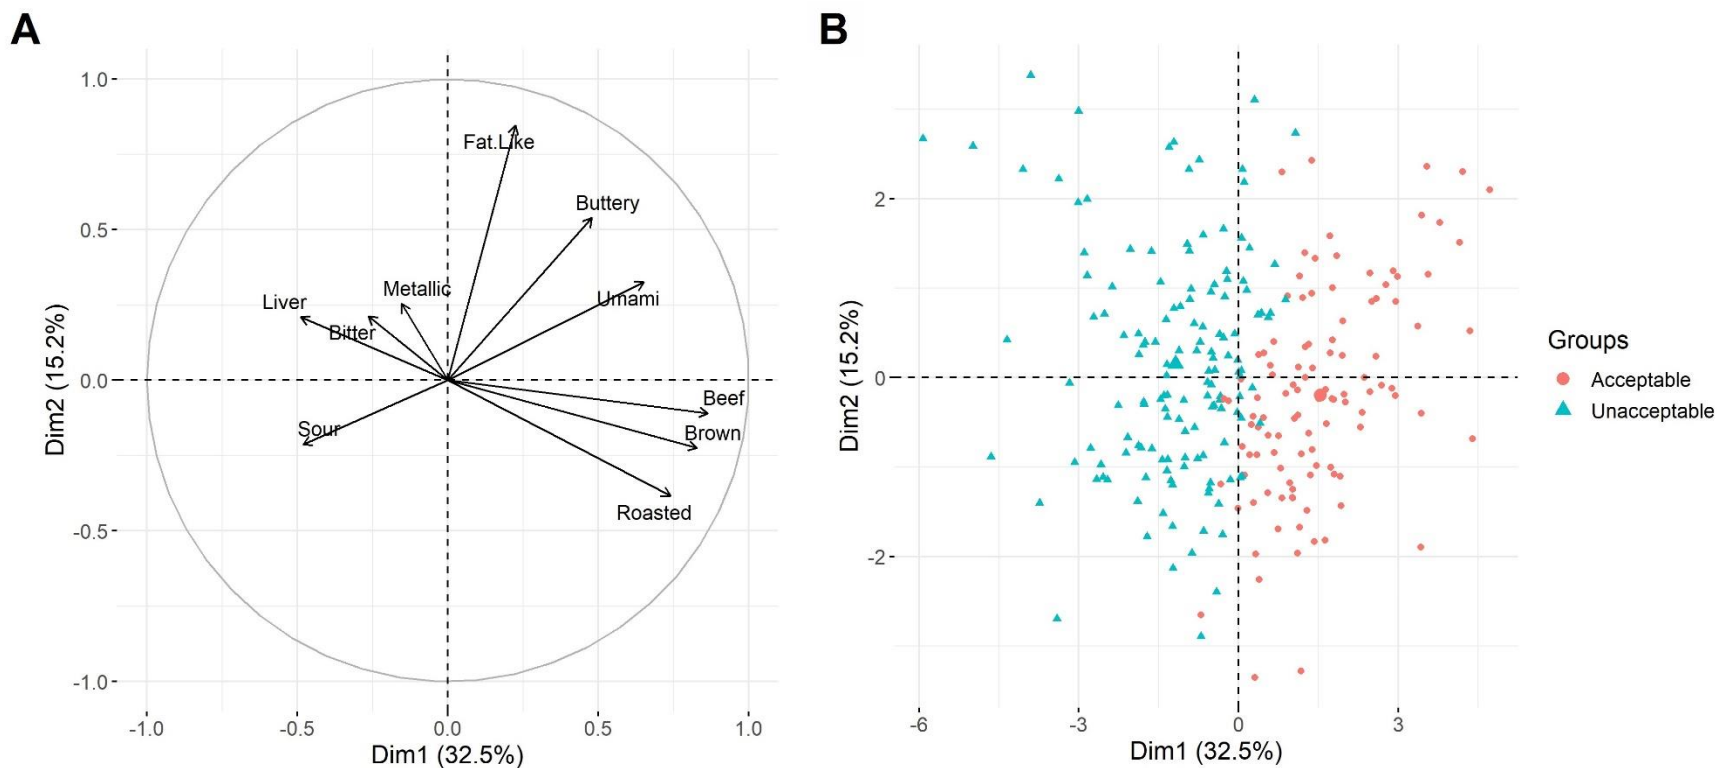 A
1.0
0.5
0.0
-0.5
-1.0
Dim2 (15.2%)
Fat.Like
Buttery
Metallic
Umami
Liver
Bitter
Sour
Beef
Brown
Roasted
-1.0
-0.5
0.0
0.5
1.0
Dim1 (32.5%)
B
2
0
-2
Dim2 (15.2%)
-6
-3
0
3
Dim1 (32.5%)
Groups
Acceptable
Unacceptable